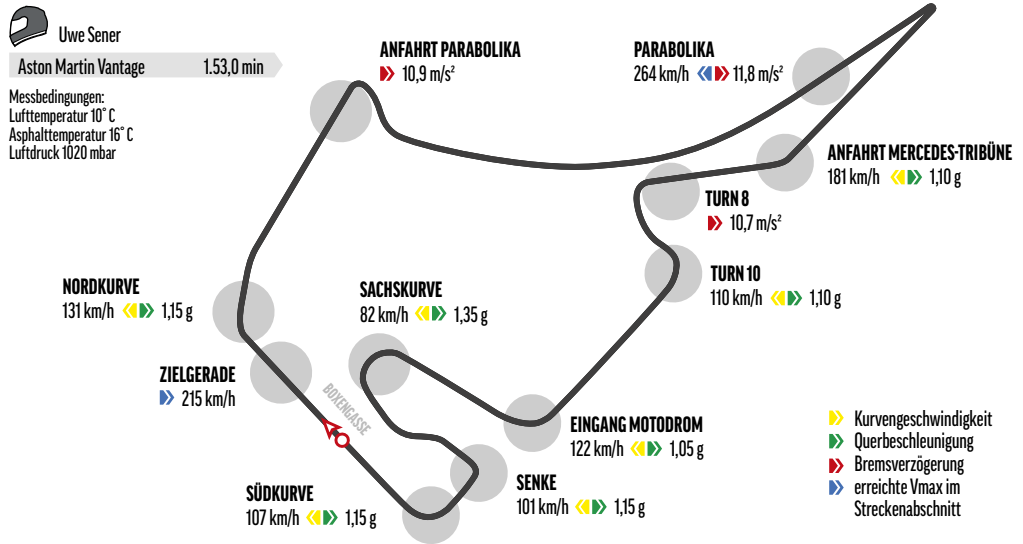 Uwe Sener
Aston Martin Vantage 1.53,0 min
Messbedingungen:
Lufttemperatur 10° C
Asphalttemperatur 16° C
Luftdruck 1020 mbar
ANFAHRT PARABOLIKA
10,9 m/s²
PARABOLIKA
264 km/h 11,8 m/s²
ANFAHRT MERCEDES-TRIBÜNE
181 km/h 1,10 g
TURN 8
10,7 m/s²
TURN 10
110 km/h 1,10 g
NORDKURVE
131 km/h 1,15 g
SACHSKURVE
82 km/h 1,35 g
ZIELGERADE
215 km/h
BOXENGASSE
EINGANG MOTODROM
122 km/h 1,05 g
SENKE
101 km/h 1,15 g
SÜDKURVE
107 km/h 1,15 g
Kurvengeschwindigkeit
Querbeschleunigung
Bremsverzögerung
erreichte Vmax im
Streckenabschnitt